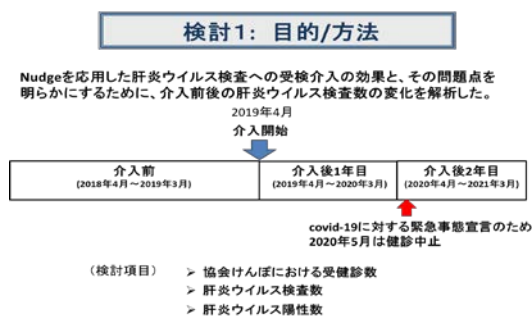 検討1: 目的/方法
Nudgeを応用した肝炎ウイルス検査への受検介入の効果と、その問題点を
明らかにするために、介入前後の肝炎ウイルス検査数の変化を解析した。
2019年4月
介入開始
介入前
(2018年4月～2019年3月)
介入後1年目
(2019年4月～2020年3月)
介入後2年目
(2020年4月～2021年3月)
covid-19に対する緊急事態宣言のため
2020年5月は健診中止
(検討項目)
➢ 協会けんぽにおける受健診数
➢ 肝炎ウイルス検査数
➢ 肝炎ウイルス陽性数